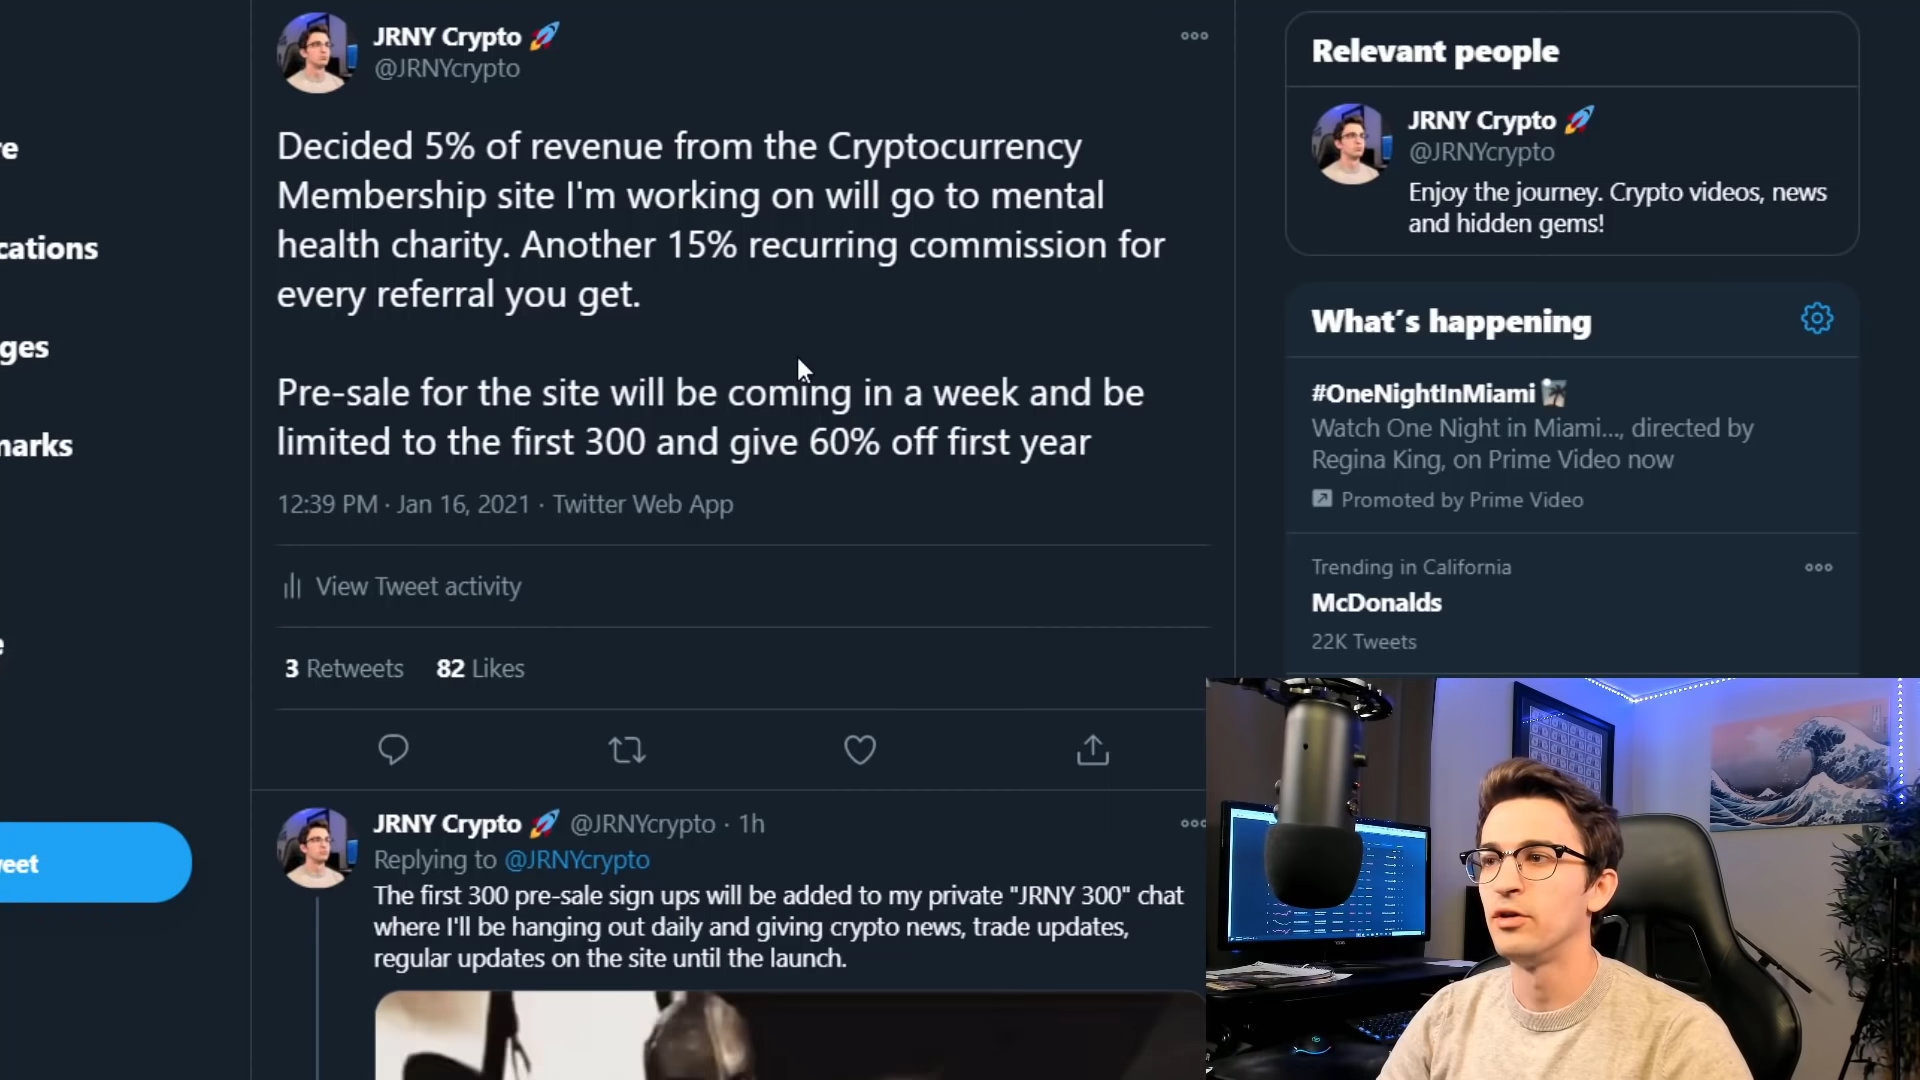 re
cations
ges
marks
e
eet
JRNY Crypto 🚀
@JRNYcrypto
Decided 5% of revenue from the Cryptocurrency
Membership site I'm working on will go to mental
health charity. Another 15% recurring commission for
every referral you get.
Pre-sale for the site will be coming in a week and be
limited to the first 300 and give 60% off first year
12:39 PM · Jan 16, 2021 · Twitter Web App
View Tweet activity
3 Retweets 82 Likes
JRNY Crypto 🚀 @JRNYcrypto · 1h
Replying to @JRNYcrypto
The first 300 pre-sale sign ups will be added to my private "JRNY 300" chat
where I'll be hanging out daily and giving crypto news, trade updates,
regular updates on the site until the launch.
Relevant people
JRNY Crypto 🚀
@JRNYcrypto
Enjoy the journey. Crypto videos, news
and hidden gems!
What's happening
#OneNightInMiami
Watch One Night in Miami..., directed by
Regina King, on Prime Video now
Promoted by Prime Video
Trending in California
McDonalds
22K Tweets